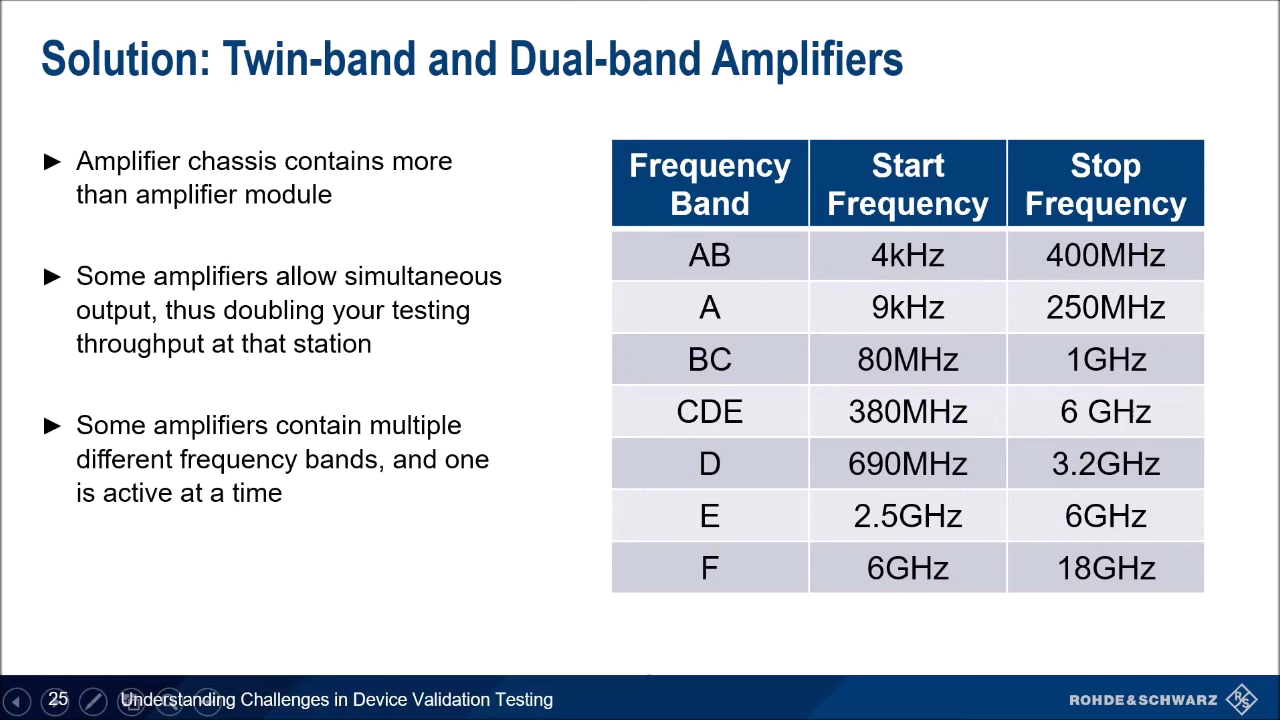 Solution: Twin-band and Dual-band Amplifiers
► Amplifier chassis contains more
than amplifier module
► Some amplifiers allow simultaneous
output, thus doubling your testing
throughput at that station
► Some amplifiers contain multiple
different frequency bands, and one
is active at a time
Frequency Band Start Frequency Stop Frequency
AB 4kHz 400MHz
A 9kHz 250MHz
BC 80MHz 1GHz
CDE 380MHz 6 GHz
D 690MHz 3.2GHz
E 2.5GHz 6GHz
F 6GHz 18GHz
25 Understanding Challenges in Device Validation Testing
ROHDE&SCHWARZ
R&S